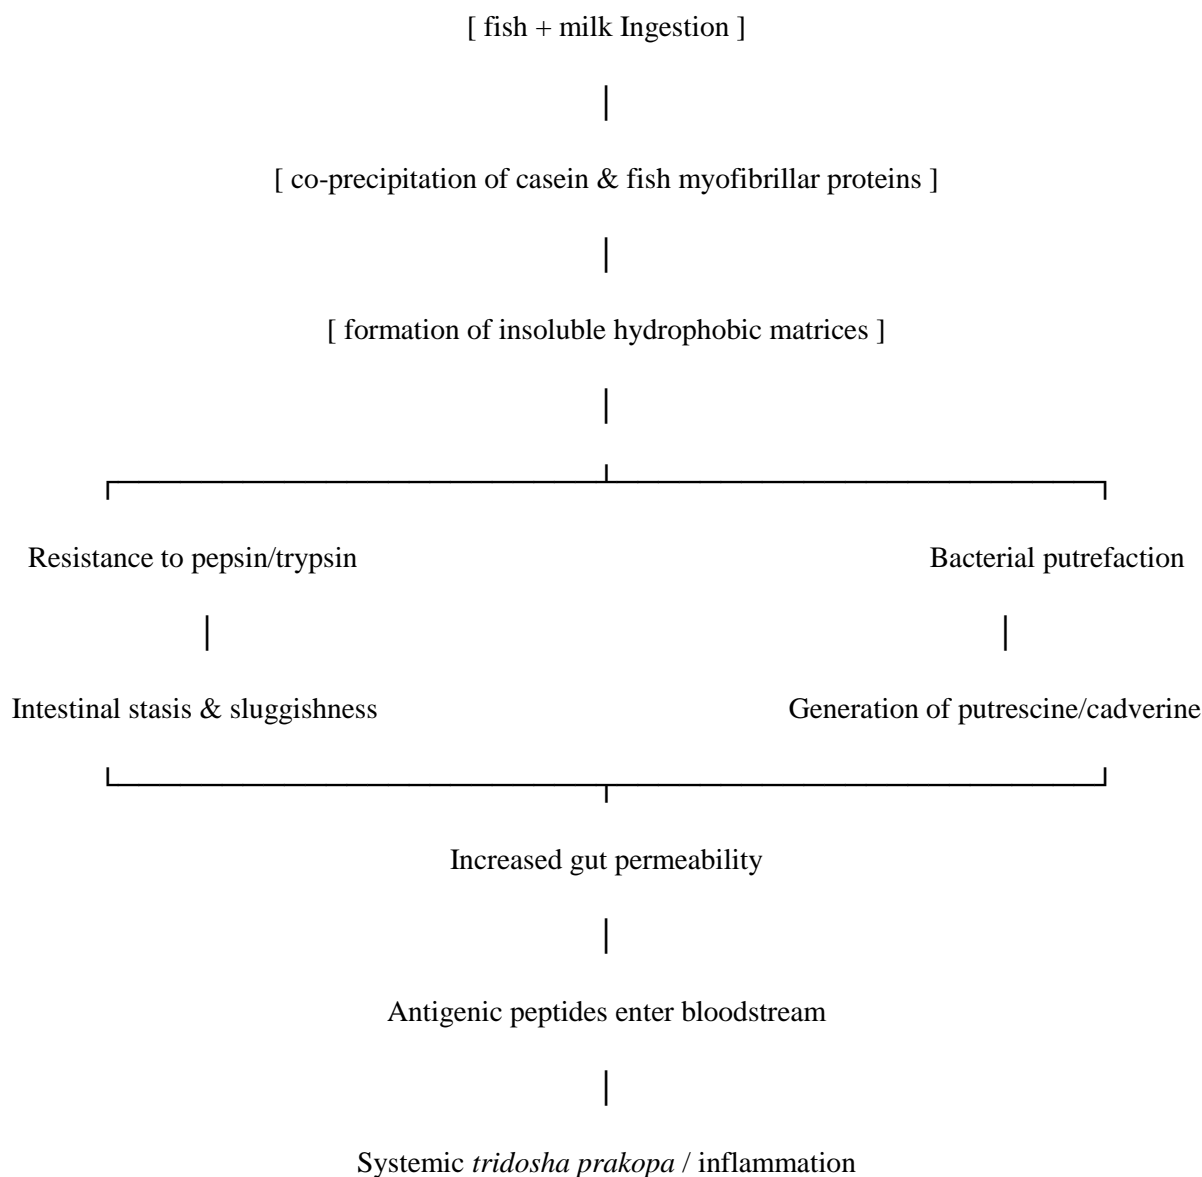 [ fish + milk Ingestion ]
[ co-precipitation of casein & fish myofibrillar proteins ]
[ formation of insoluble hydrophobic matrices ]
Resistance to pepsin/trypsin
Bacterial putrefaction
Intestinal stasis & sluggishness
Generation of putrescine/cadverine
Increased gut permeability
Antigenic peptides enter bloodstream
Systemic tridosha prakopa / inflammation